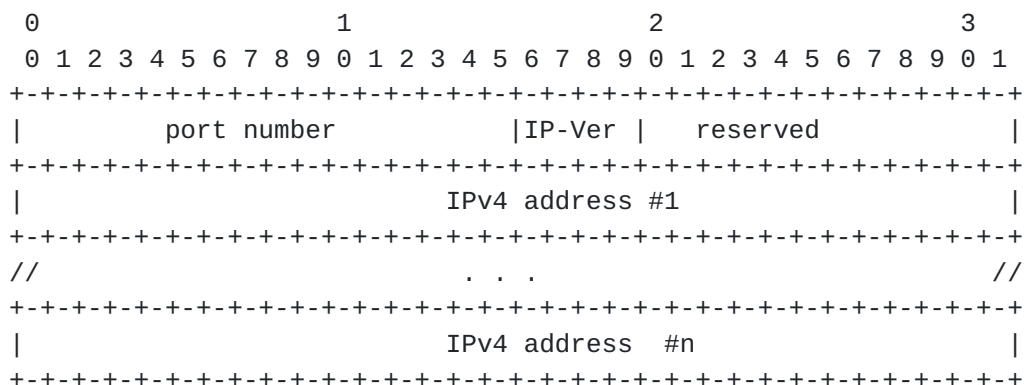 0                   1                   2                   3
 0 1 2 3 4 5 6 7 8 9 0 1 2 3 4 5 6 7 8 9 0 1 2 3 4 5 6 7 8 9 0 1
+-+-+-+-+-+-+-+-+-+-+-+-+-+-+-+-+-+-+-+-+-+-+-+-+-+-+-+-+-+-+-+-+
|         port number           |IP-Ver |   reserved            |
+-+-+-+-+-+-+-+-+-+-+-+-+-+-+-+-+-+-+-+-+-+-+-+-+-+-+-+-+-+-+-+-+
|                           IPv4 address #1                     |
+-+-+-+-+-+-+-+-+-+-+-+-+-+-+-+-+-+-+-+-+-+-+-+-+-+-+-+-+-+-+-+-+
//                           . . .                             //
+-+-+-+-+-+-+-+-+-+-+-+-+-+-+-+-+-+-+-+-+-+-+-+-+-+-+-+-+-+-+-+-+
|                           IPv4 address  #n                    |
+-+-+-+-+-+-+-+-+-+-+-+-+-+-+-+-+-+-+-+-+-+-+-+-+-+-+-+-+-+-+-+-+